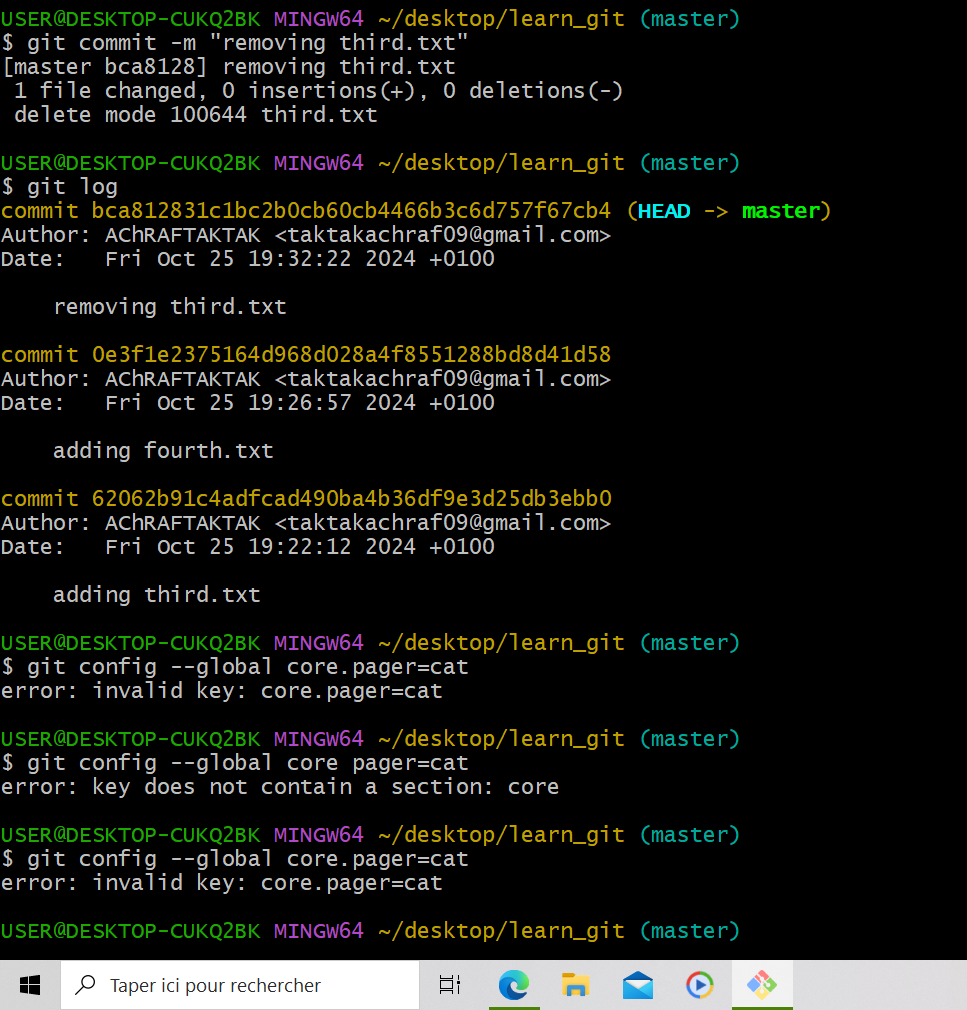 USER@DESKTOP-CUKQ2BK MINGW64 ~/desktop/learn_git (master)
$ git commit -m "removing third.txt"
[master bca8128] removing third.txt
 1 file changed, 0 insertions(+), 0 deletions(-)
 delete mode 100644 third.txt

USER@DESKTOP-CUKQ2BK MINGW64 ~/desktop/learn_git (master)
$ git log
commit bca812831c1bc2b0cb60cb4466b3c6d757f67cb4 (HEAD -> master)
Author: AChRAFTAKTAK <taktakachraf09@gmail.com>
Date:   Fri Oct 25 19:32:22 2024 +0100

    removing third.txt

commit 0e3f1e2375164d968d028a4f8551288bd8d41d58
Author: AChRAFTAKTAK <taktakachraf09@gmail.com>
Date:   Fri Oct 25 19:26:57 2024 +0100

    adding fourth.txt

commit 62062b91c4adfcad490ba4b36df9e3d25db3ebb0
Author: AChRAFTAKTAK <taktakachraf09@gmail.com>
Date:   Fri Oct 25 19:22:12 2024 +0100

    adding third.txt

USER@DESKTOP-CUKQ2BK MINGW64 ~/desktop/learn_git (master)
$ git config --global core.pager=cat
error: invalid key: core.pager=cat

USER@DESKTOP-CUKQ2BK MINGW64 ~/desktop/learn_git (master)
$ git config --global core pager=cat
error: key does not contain a section: core

USER@DESKTOP-CUKQ2BK MINGW64 ~/desktop/learn_git (master)
$ git config --global core.pager=cat
error: invalid key: core.pager=cat

USER@DESKTOP-CUKQ2BK MINGW64 ~/desktop/learn_git (master)
Taper ici pour rechercher